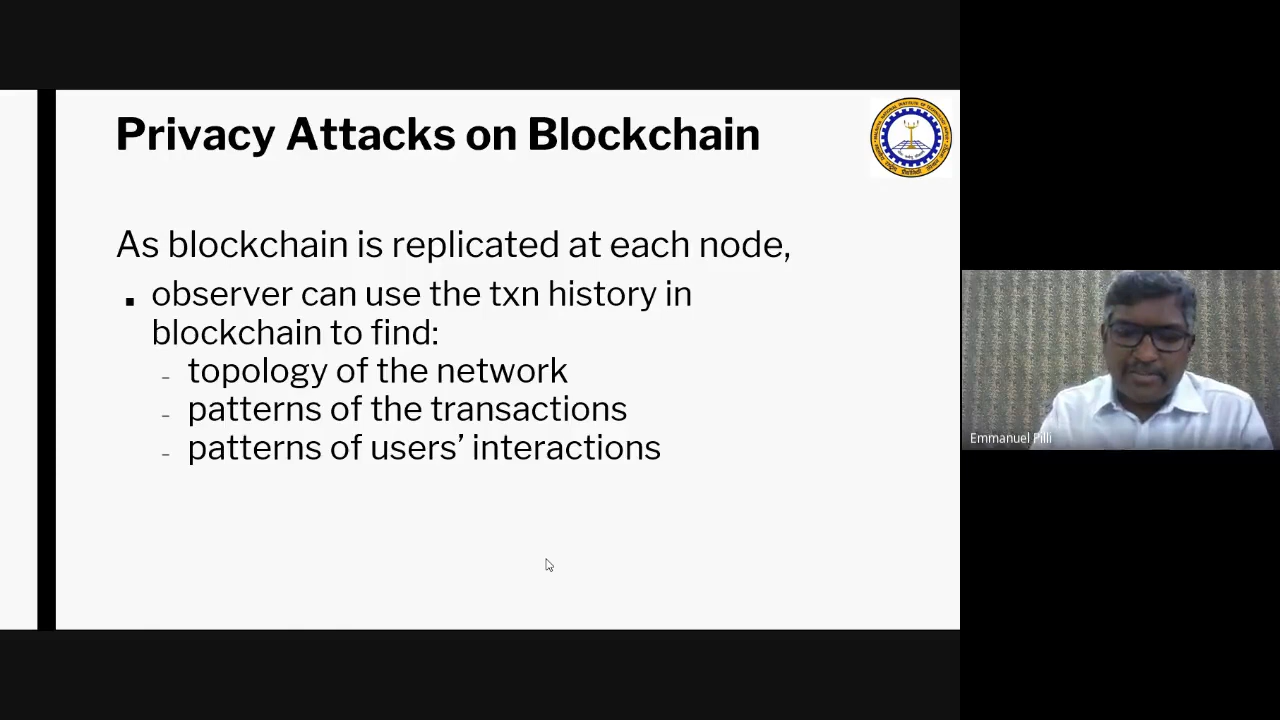 Privacy Attacks on Blockchain
As blockchain is replicated at each node,
▪ observer can use the txn history in
blockchain to find:
- topology of the network
- patterns of the transactions
- patterns of users’ interactions
Emmanuel Pilli